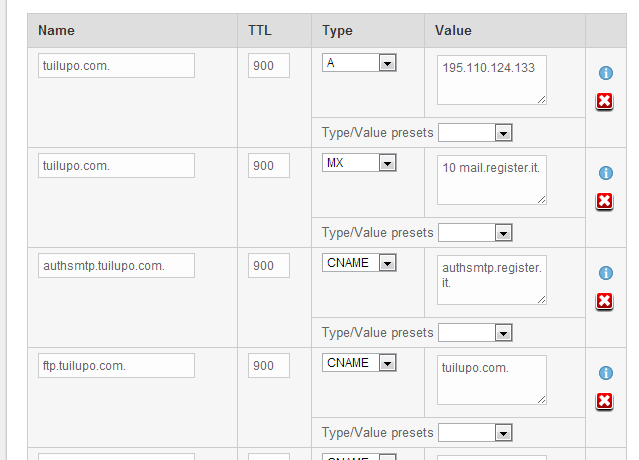 Name TTL Type Value
tuilupo.com. 900 A 195.110.124.133
Type/Value presets
tuilupo.com. 900 MX 10 mail.register.it.
Type/Value presets
authsmtp.tuilupo.com. 900 CNAME authsmtp.register.
it.
Type/Value presets
ftp.tuilupo.com. 900 CNAME tuilupo.com.
Type/Value presets